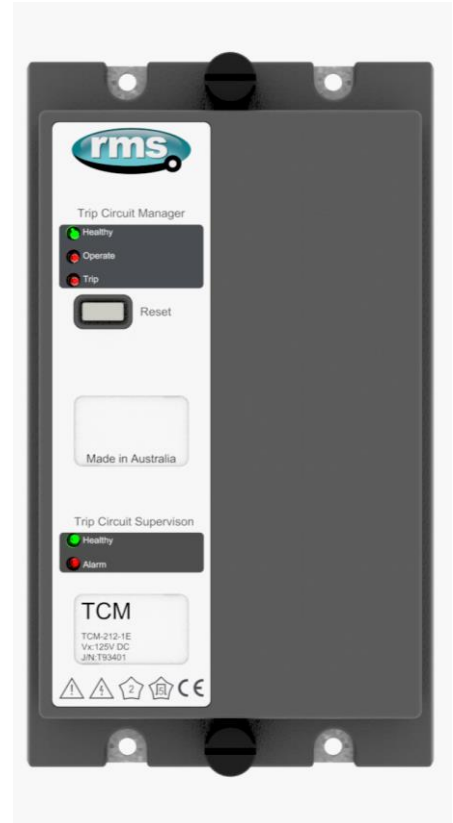 rms
Trip Circuit Manager
Healthy
Operate
Trip
Reset
Made in Australia
Trip Circuit Supervison
Healthy
Alarm
TCM
TCM-212-1E
Vx:125V DC
J/N:T93401
2
CE